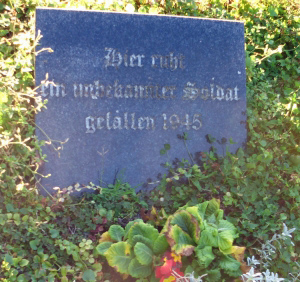 Hier ruht
ein unbekannter Soldat
gefallen 1945